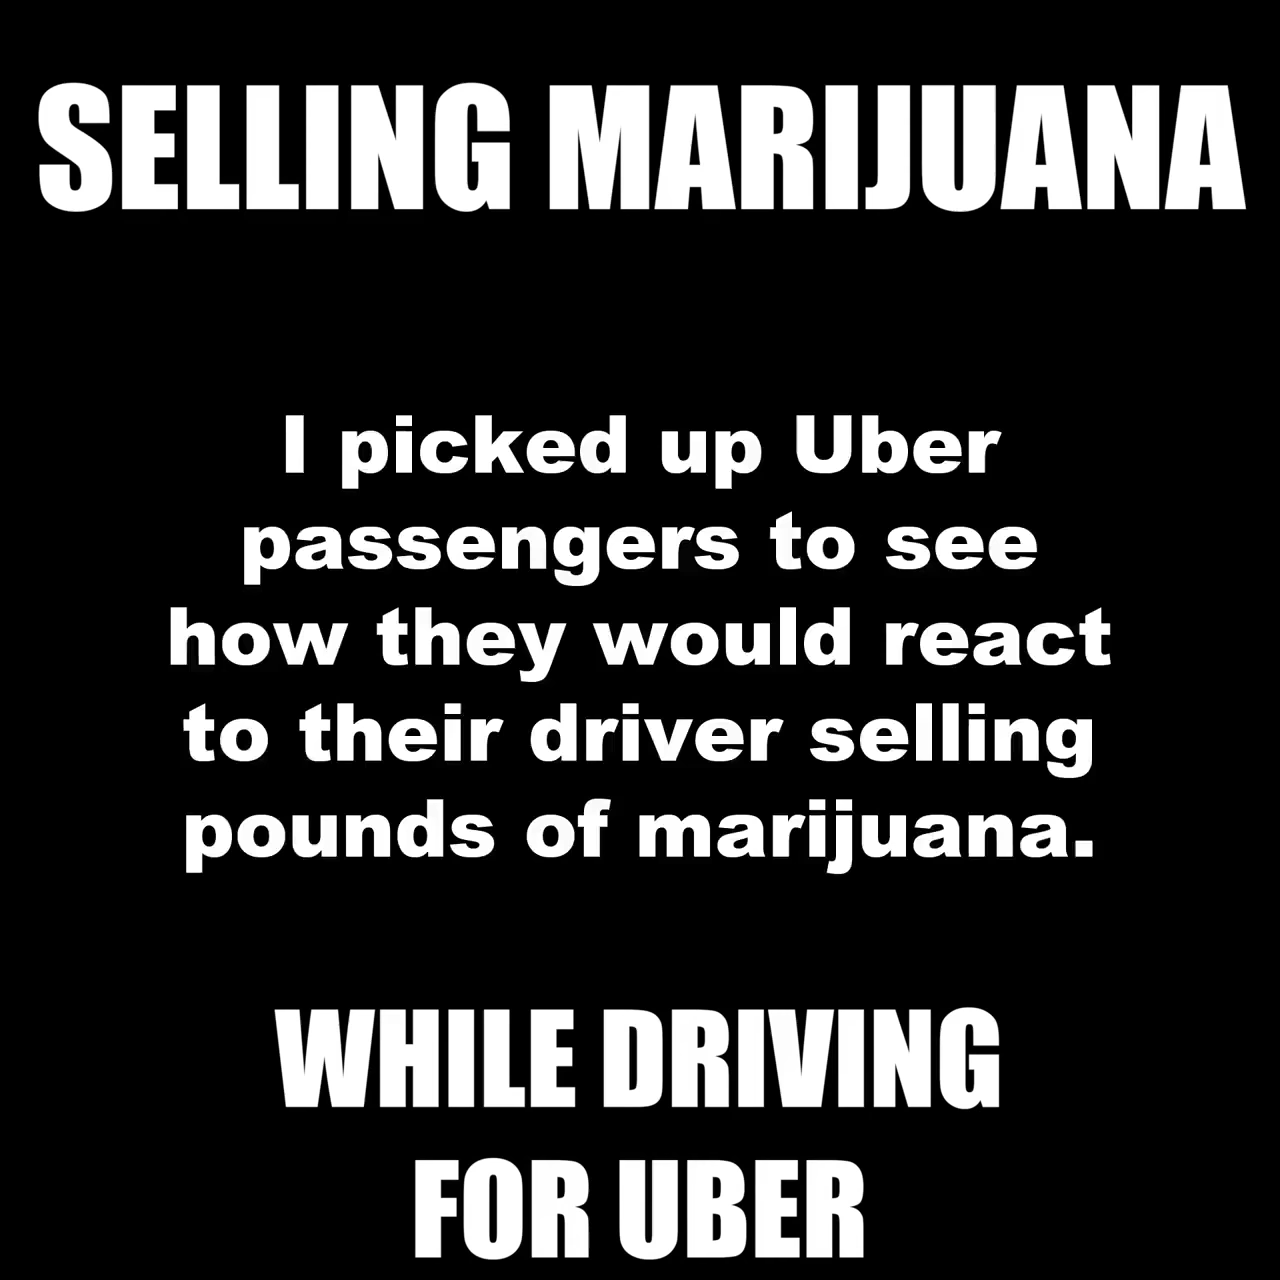 SELLING MARIJUANA
I picked up Uber
passengers to see
how they would react
to their driver selling
pounds of marijuana.
WHILE DRIVING
FOR UBER